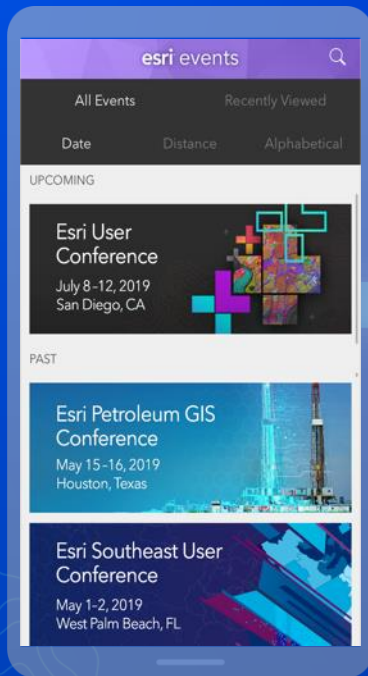 esri events
All Events Recently Viewed
Date Distance Alphabetical
UPCOMING
Esri User
Conference
July 8-12, 2019
San Diego, CA
PAST
Esri Petroleum GIS
Conference
May 15-16, 2019
Houston, Texas
Esri Southeast User
Conference
May 1-2, 2019
West Palm Beach, FL